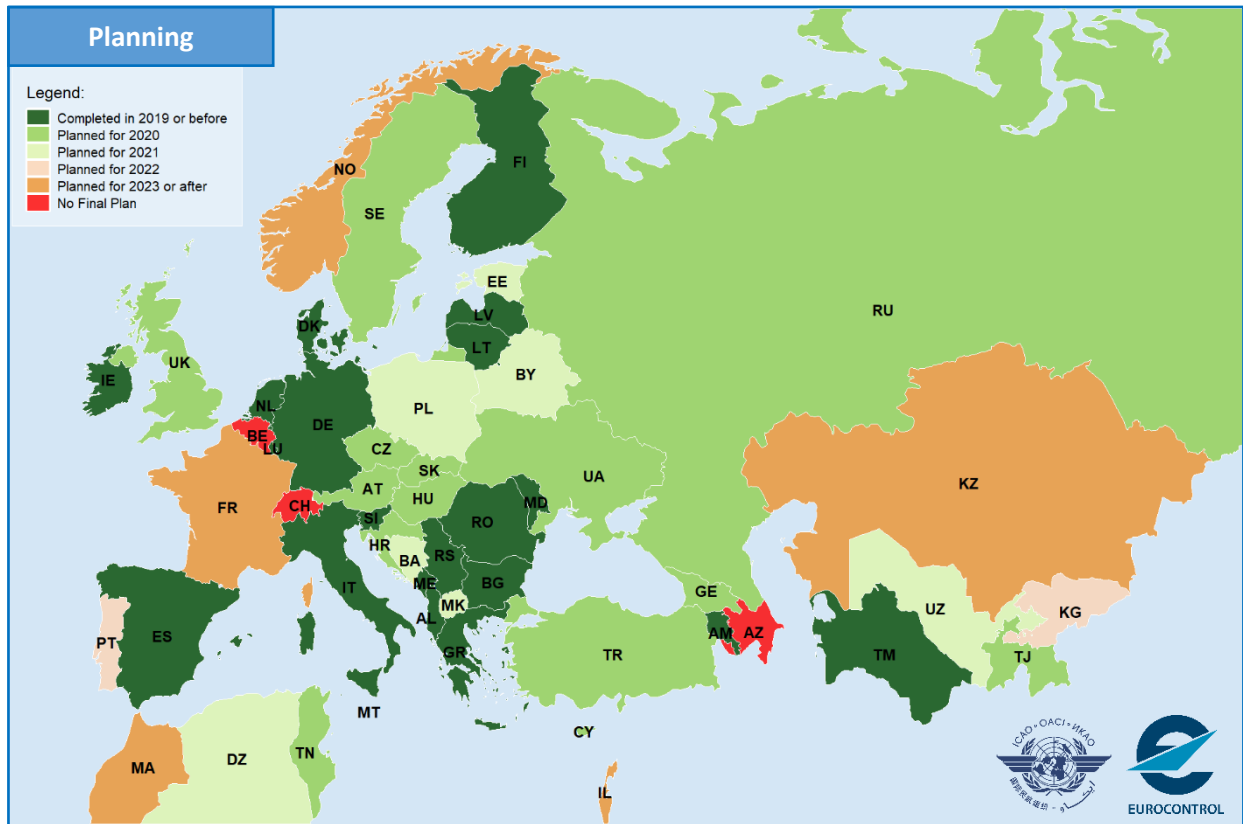 Planning
Legend:
Completed in 2019 or before
Planned for 2020
Planned for 2021
Planned for 2022
Planned for 2023 or after
No Final Plan
NO
FI
SE
EE
RU
LV
DK
LT
UK
IE
BY
NL
PL
DE
BE
LU
CZ
SK
UA
KZ
AT
HU
FR
CH
MD
SI
RO
HR
BA
RS
IT
ME
BG
GE
MK
UZ
KG
AL
AM
AZ
PT
ES
GR
TR
TM
TJ
MT
CY
TN
DZ
MA
IL
ICAO · OACI · ИКАО
EUROCONTROL